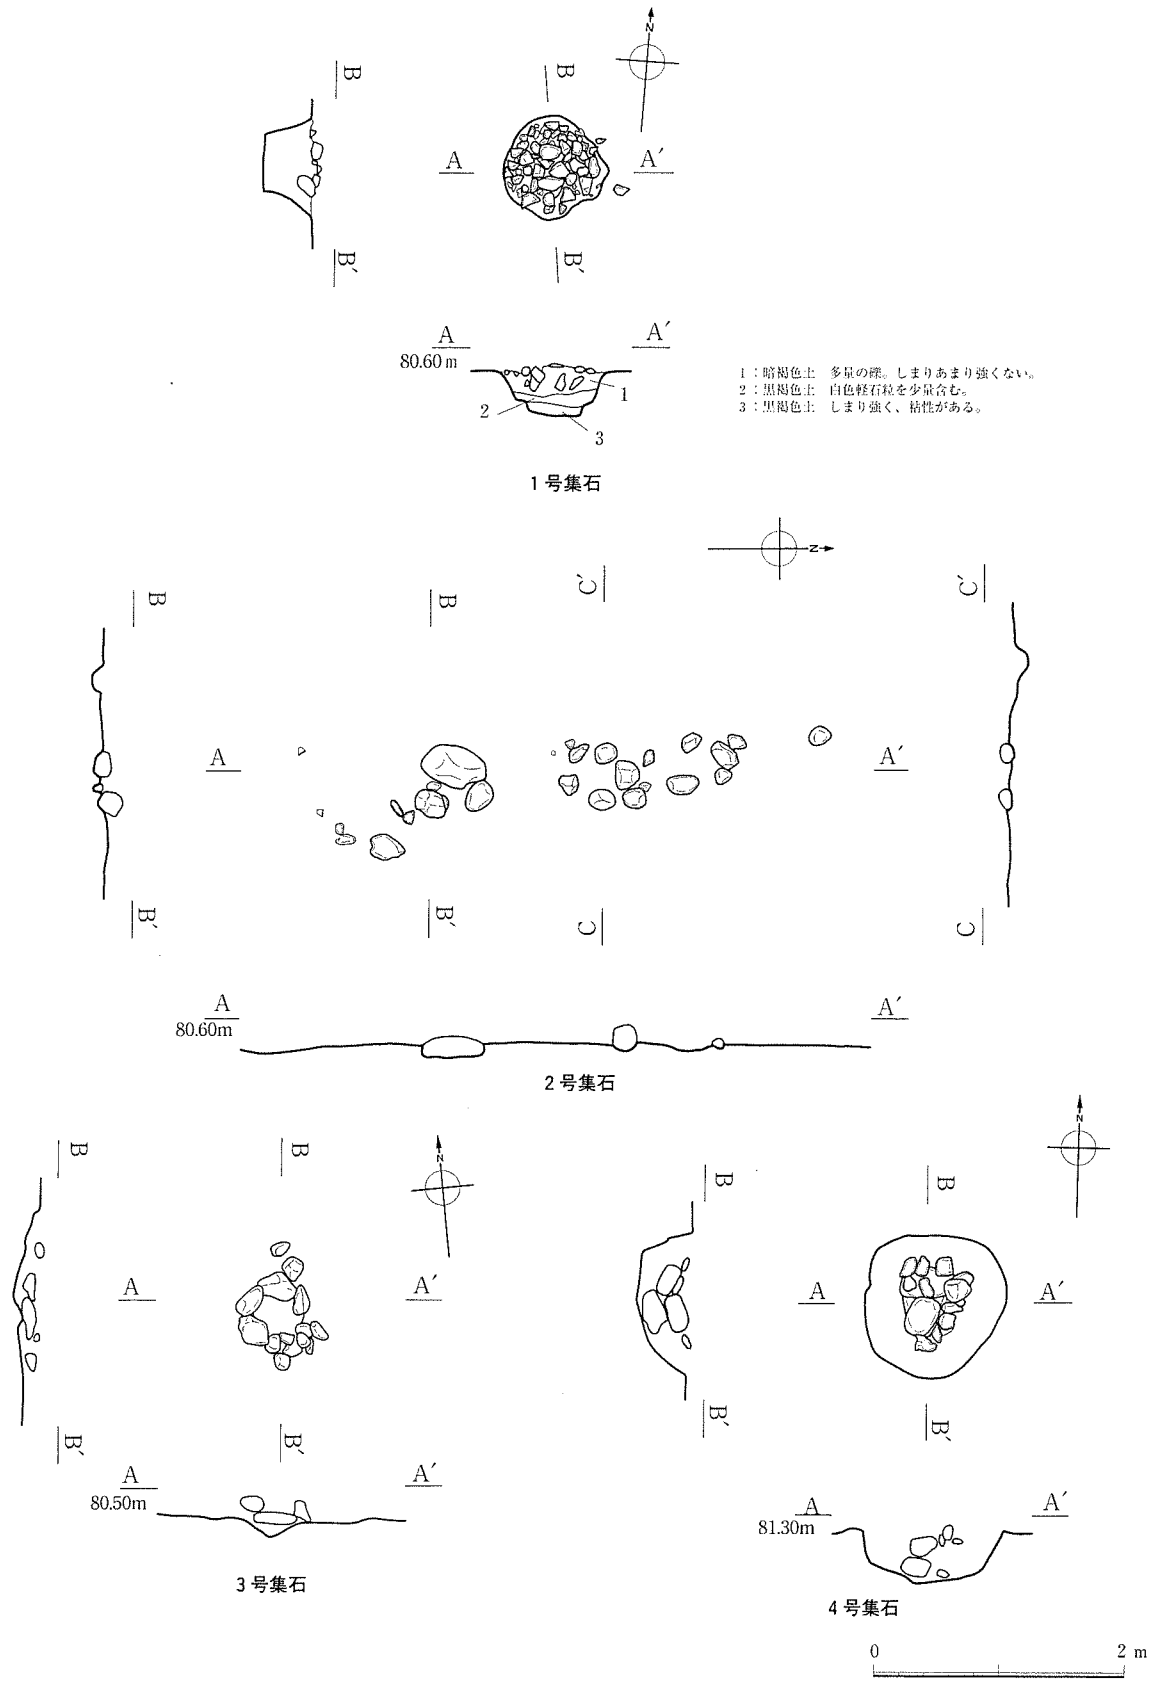 N
B
B
A
A′
B′
B′
A
A′
80.60 m
1
2
3
1：暗褐色土　多量の礫。しまりあまり強くない。
2：黒褐色土　白色軽石粒を少量含む。
3：黒褐色土　しまり強く、粘性がある。
1号集石
N
B
B
C′
C′
A
A′
B′
B′
C
C
A
A′
80.60m
2号集石
N
B
B
A
A′
B′
B′
A
A′
80.50m
3号集石
N
B
B
A
A′
B′
B′
A
A′
81.30m
4号集石
0
2 m